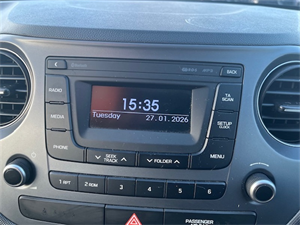 BACK
RADIO
TA
SCAN
15:35
Tuesday 27.01.2026
MEDIA
SETUP
CLOCK
PHONE
SEEK
TRACK
FOLDER
MENU
1 RPT 2 RDM 3 4 5 6
PASSENGER